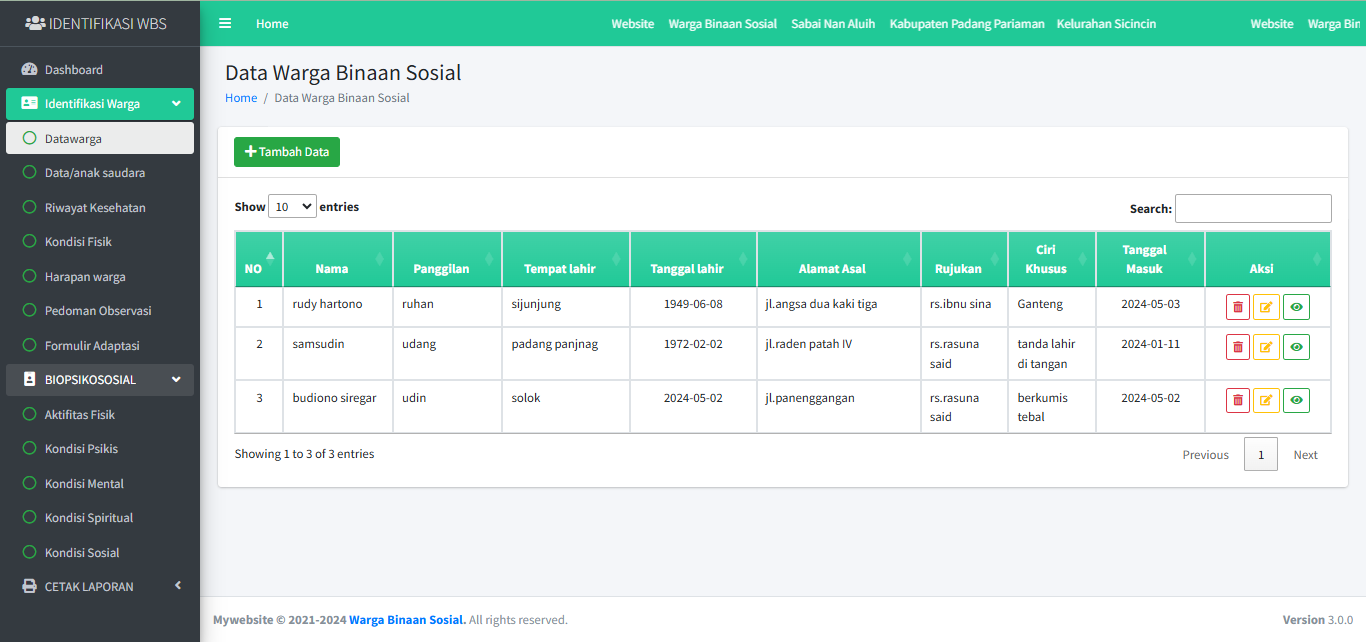 IDENTIFIKASI WBS
Home
Website Warga Binaan Sosial Sabai Nan Aluih Kabupaten Padang Pariaman Kelurahan Sicincin Website Warga Bin
Dashboard
Identifikasi Warga
Datawarga
Data/anak saudara
Riwayat Kesehatan
Kondisi Fisik
Harapan warga
Pedoman Observasi
Formulir Adaptasi
BIOPSIKOSOSIAL
Aktifitas Fisik
Kondisi Psikis
Kondisi Mental
Kondisi Spiritual
Kondisi Sosial
CETAK LAPORAN
Data Warga Binaan Sosial
Home / Data Warga Binaan Sosial
Tambah Data
Show 10 entries
Search:
NO Nama Panggilan Tempat lahir Tanggal lahir Alamat Asal Rujukan Ciri Khusus Tanggal Masuk Aksi
1 rudy hartono ruhan sijunjung 1949-06-08 jl.angsa dua kaki tiga rs.ibnu sina Ganteng 2024-05-03
2 samsudin udang padang panjnag 1972-02-02 jl.raden patah IV rs.rasuna said tanda lahir di tangan 2024-01-11
3 budiono siregar udin solok 2024-05-02 jl.panenggangan rs.rasuna said berkumis tebal 2024-05-02
Showing 1 to 3 of 3 entries
Previous 1 Next
Mywebsite © 2021-2024 Warga Binaan Sosial. All rights reserved.
Version 3.0.0